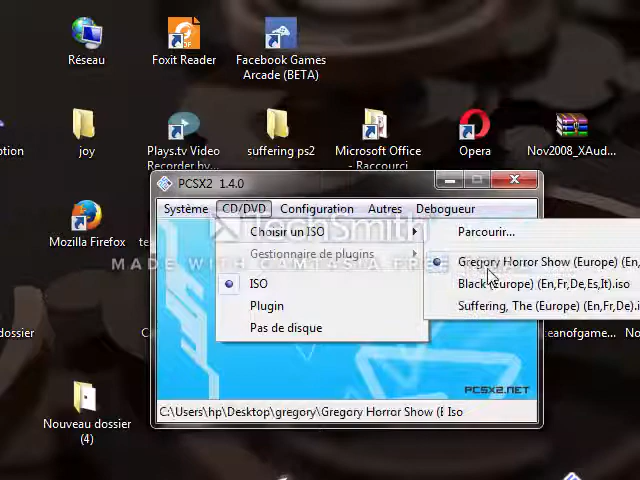 Réseau
Foxit Reader
Facebook Games
Arcade (BETA)
joy
Plays.tv Video
Recorder by...
suffering ps2
Microsoft Office
- Raccourci
Opera
Nov2008_XAud...
PCSX2 1.4.0
Système CD/DVD Configuration Autres Debogueur
Mozilla Firefox
TechSmith
MADE WITH CAMTASIA FREE
Choisir un ISO
Parcourir...
Gestionnaire de plugins
Gregory Horror Show (Europe) (En,
ISO
Black (Europe) (En,Fr,De,Es,It).iso
Plugin
Suffering, The (Europe) (En,Fr,De).i
Pas de disque
PCSX2.NET
C:\Users\hp\Desktop\gregory\Gregory Horror Show (E Iso
Nouveau dossier
(4)